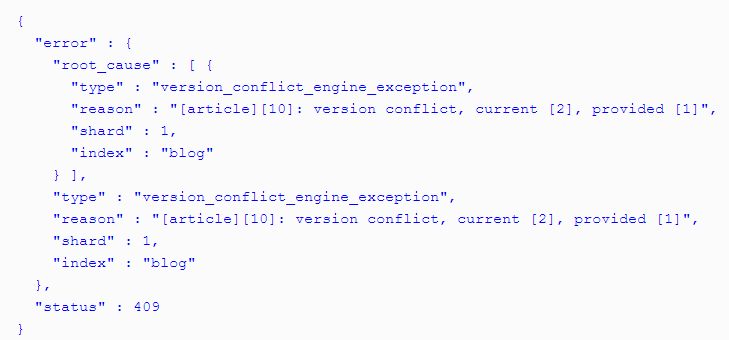 {
  "error" : {
    "root_cause" : [ {
      "type" : "version_conflict_engine_exception",
      "reason" : "[article][10]: version conflict, current [2], provided [1]",
      "shard" : 1,
      "index" : "blog"
    } ],
    "type" : "version_conflict_engine_exception",
    "reason" : "[article][10]: version conflict, current [2], provided [1]",
    "shard" : 1,
    "index" : "blog"
  },
  "status" : 409
}